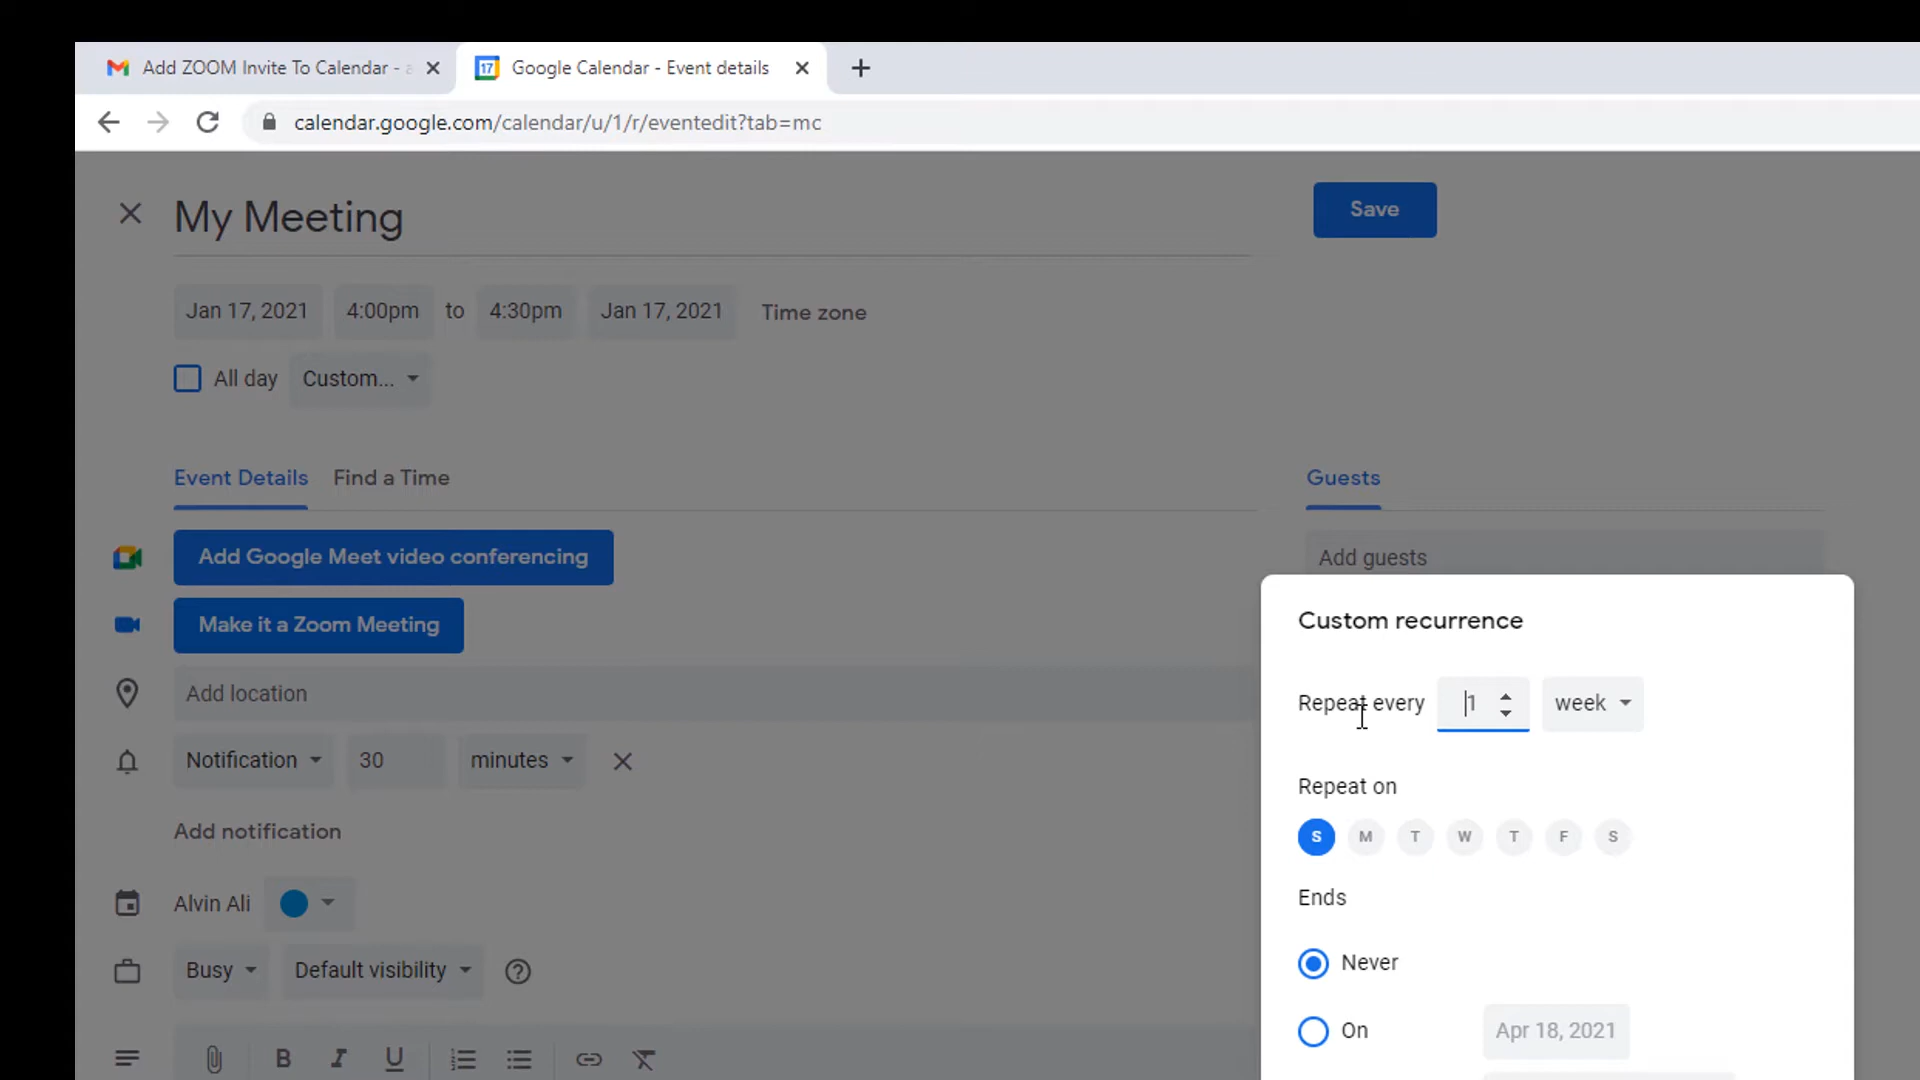 Add ZOOM Invite To Calendar -
17 Google Calendar - Event details
calendar.google.com/calendar/u/1/r/eventedit?tab=mc
My Meeting
Save
Jan 17, 2021 4:00pm to 4:30pm Jan 17, 2021 Time zone
All day Custom...
Event Details Find a Time
Guests
Add Google Meet video conferencing
Add guests
Make it a Zoom Meeting
Custom recurrence
Add location
Repeat every 1 week
Notification 30 minutes
Repeat on
Add notification
S M T W T F S
Ends
Alvin Ali
Never
Busy Default visibility ?
On Apr 18, 2021
B I U